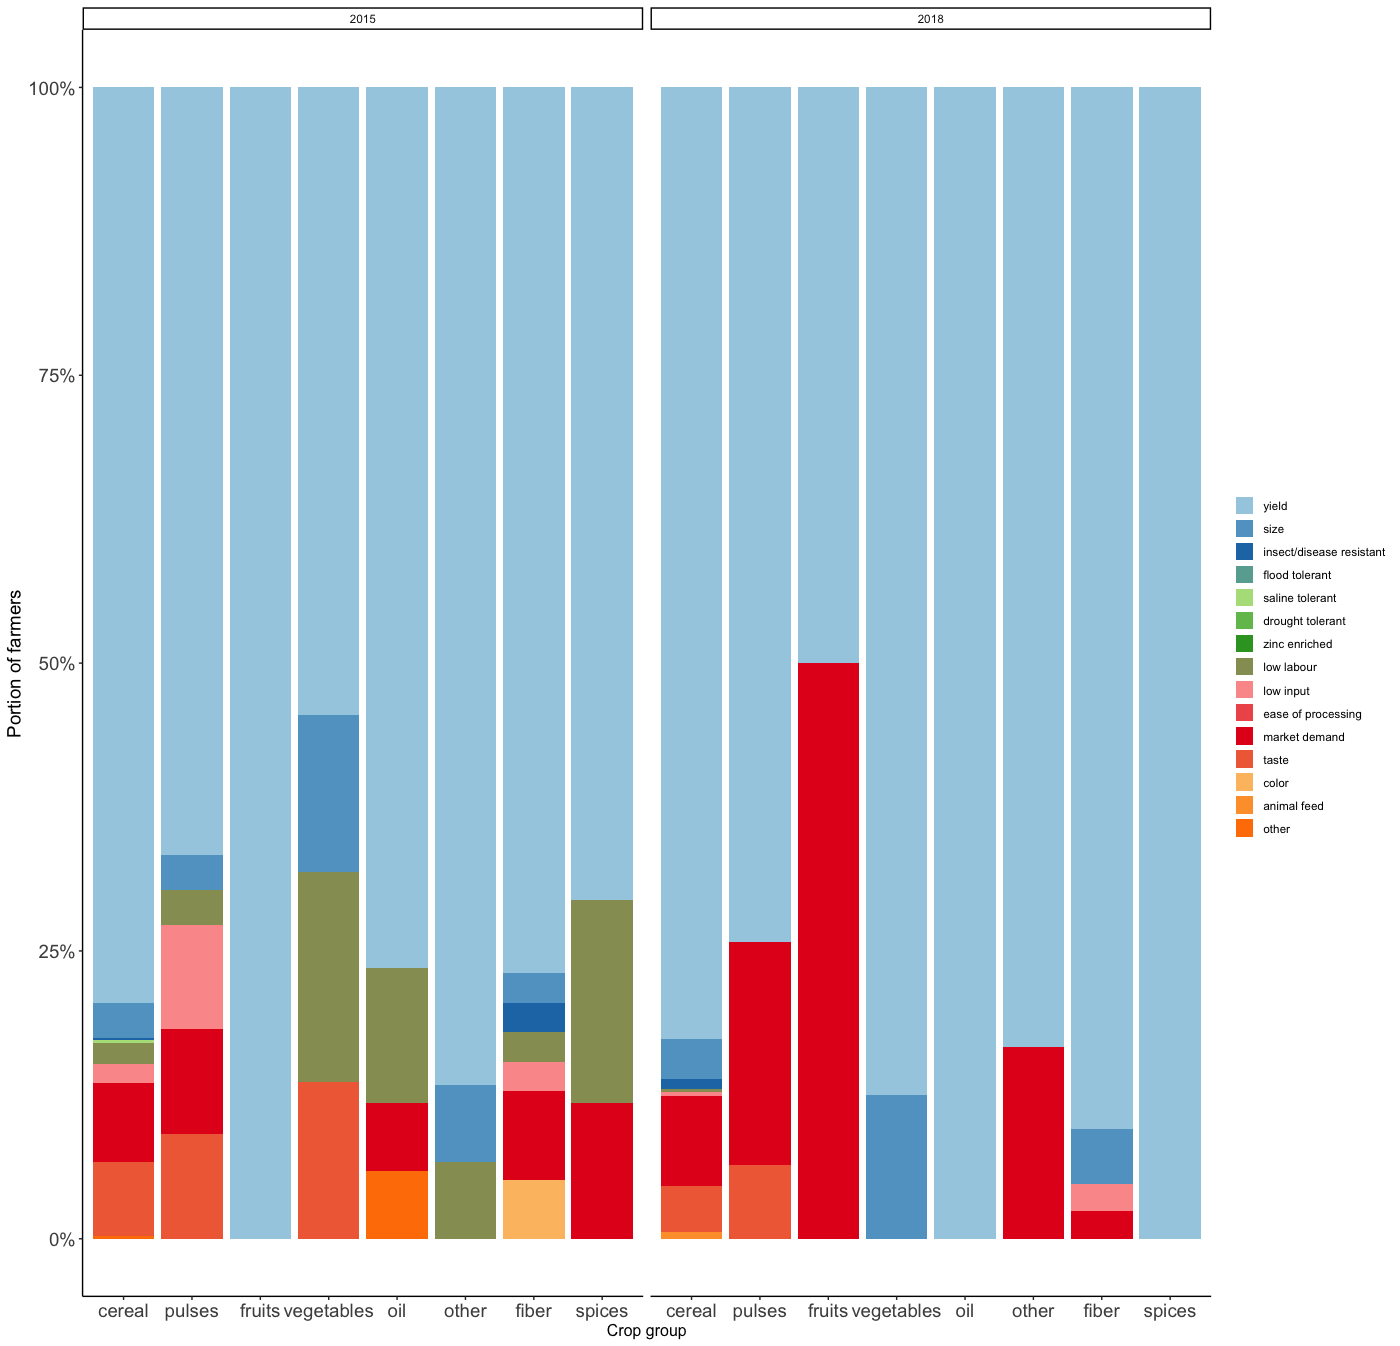 2015 2018
100%
75%
50%
25%
0%
Portion of farmers
cereal pulses fruits vegetables oil other fiber spices cereal pulses fruits vegetables oil other fiber spices
Crop group
yield
size
insect/disease resistant
flood tolerant
saline tolerant
drought tolerant
zinc enriched
low labour
low input
ease of processing
market demand
taste
color
animal feed
other